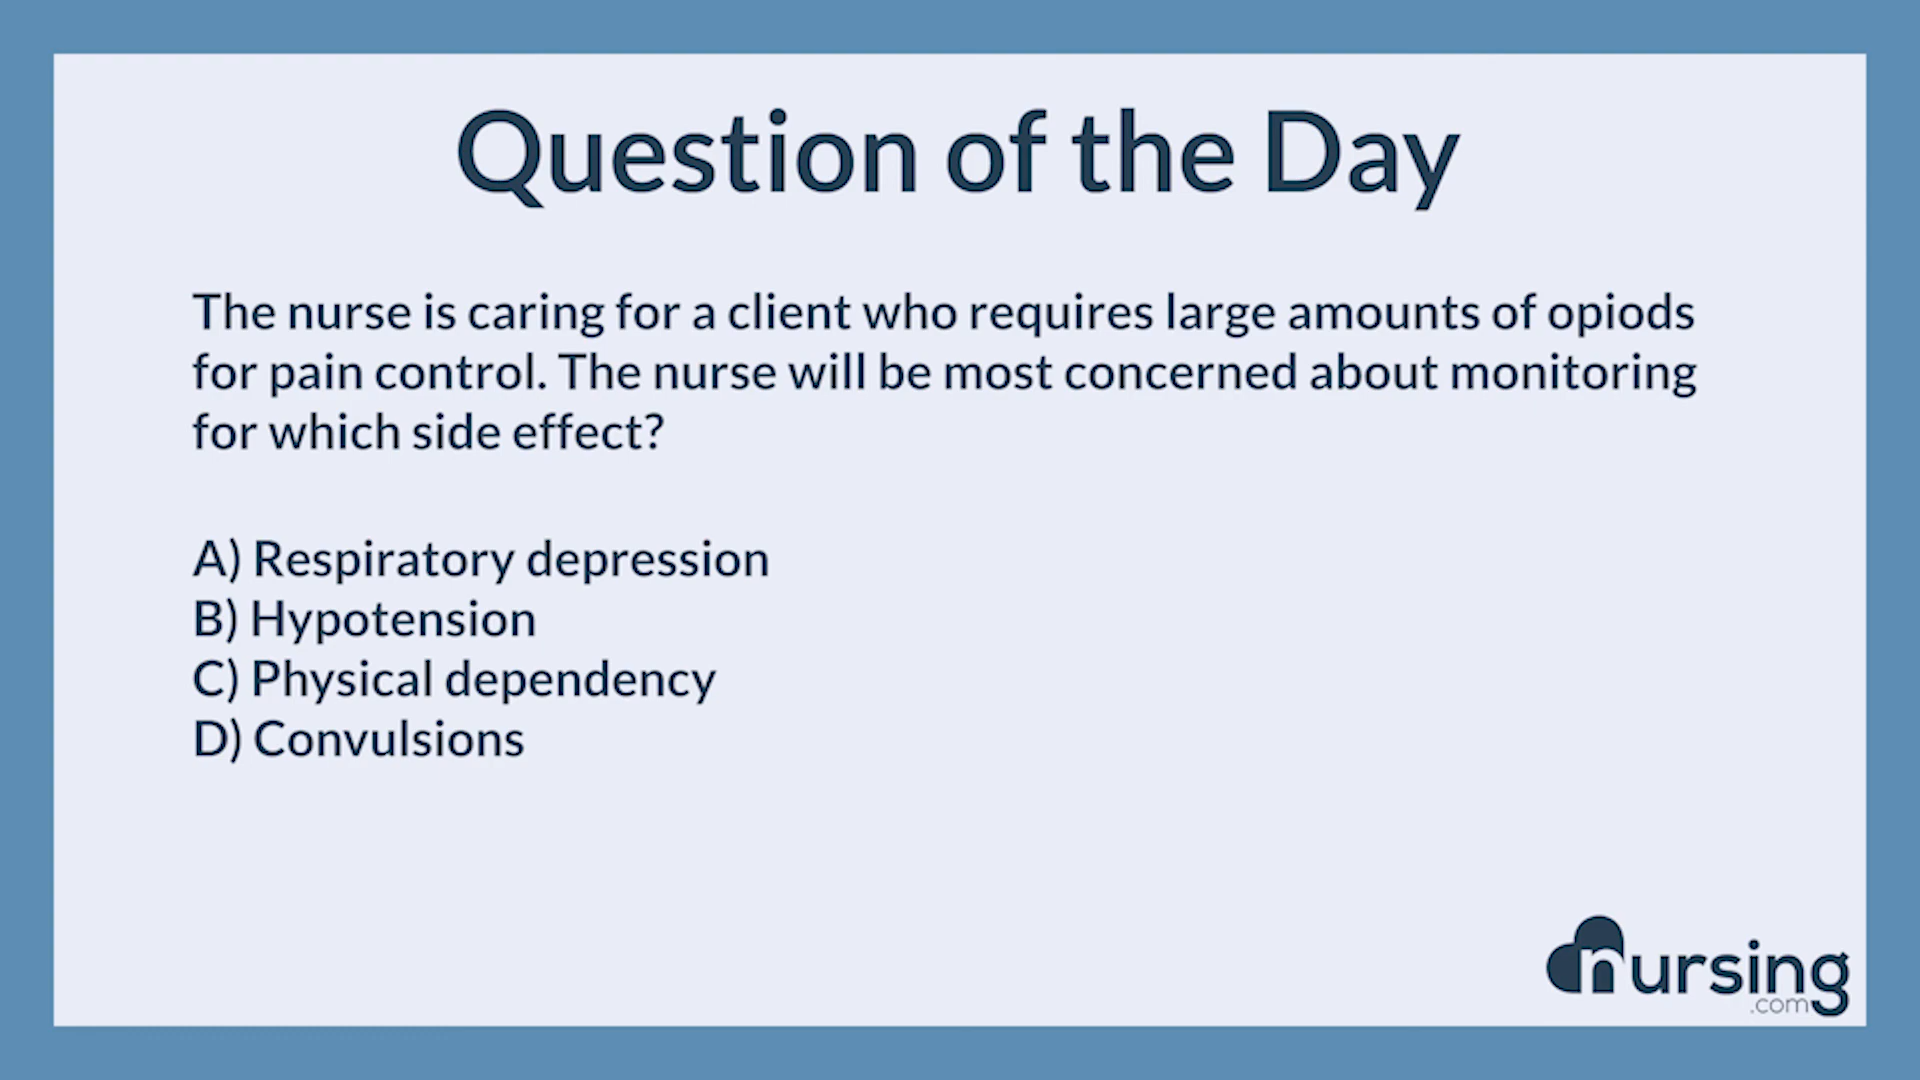 Question of the Day
The nurse is caring for a client who requires large amounts of opiods
for pain control. The nurse will be most concerned about monitoring
for which side effect?
A) Respiratory depression
B) Hypotension
C) Physical dependency
D) Convulsions
nursing
.com